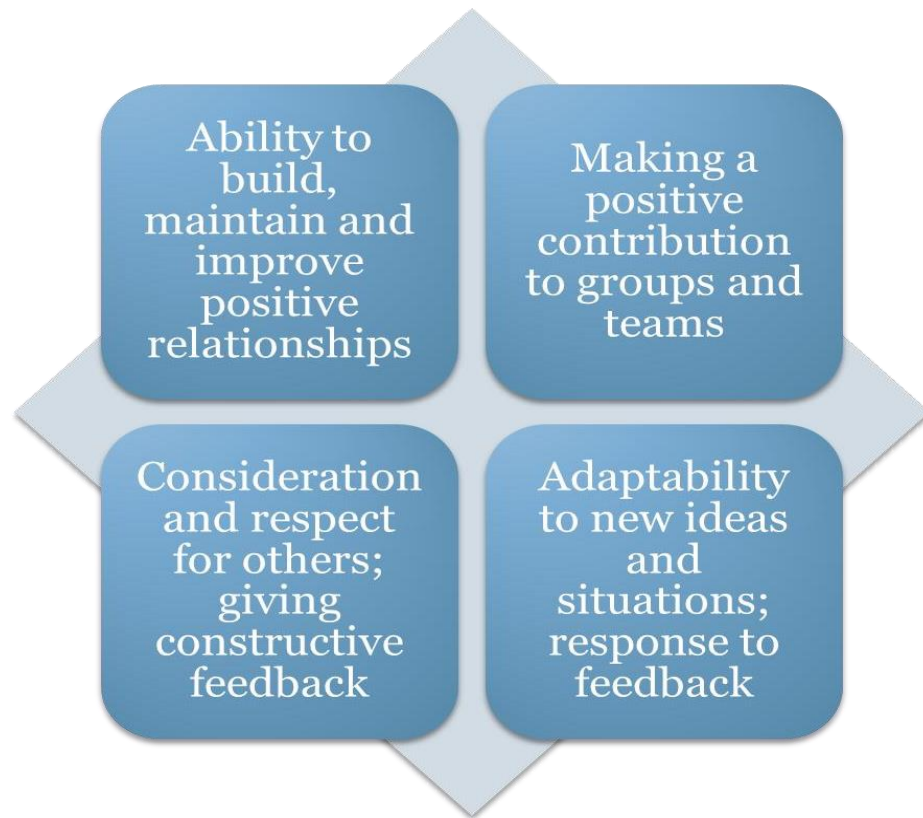 Ability to
build,
maintain and
improve
positive
relationships
Making a
positive
contribution
to groups and
teams
Consideration
and respect
for others;
giving
constructive
feedback
Adaptability
to new ideas
and
situations;
response to
feedback